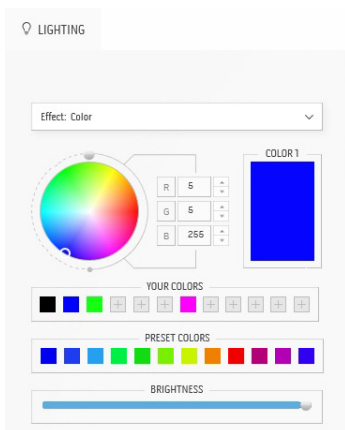 LIGHTING
Effect: Color
COLOR 1
R 5
G 5
B 255
YOUR COLORS
PRESET COLORS
BRIGHTNESS